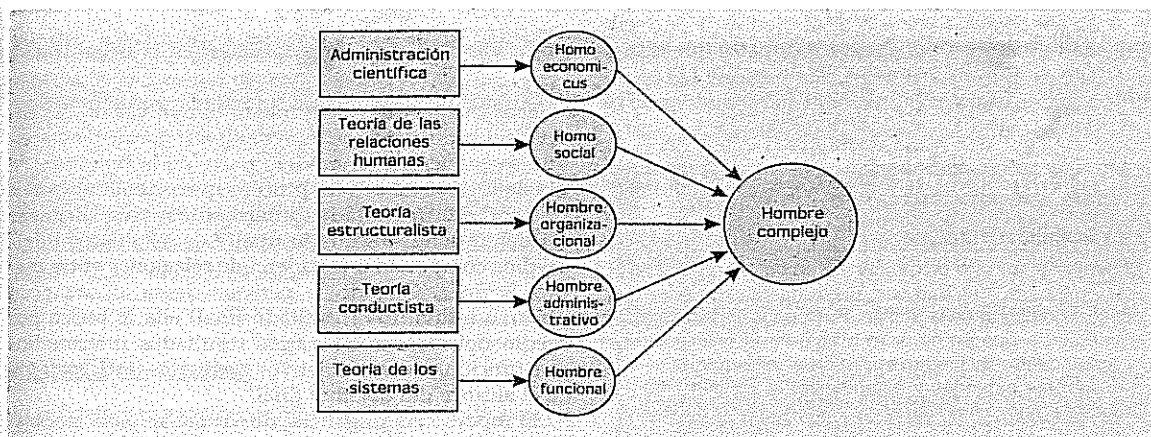 Administración
científica
Homo
economi-
cus
Teoría de las
relaciones
humanas
Homo
social
Teoría
estructuralista
Hombre
organiza-
cional
Hombre
complejo
Teoría
conductista
Hombre
adminis-
trativo
Teoría de los
sistemas
Hombre
funcional